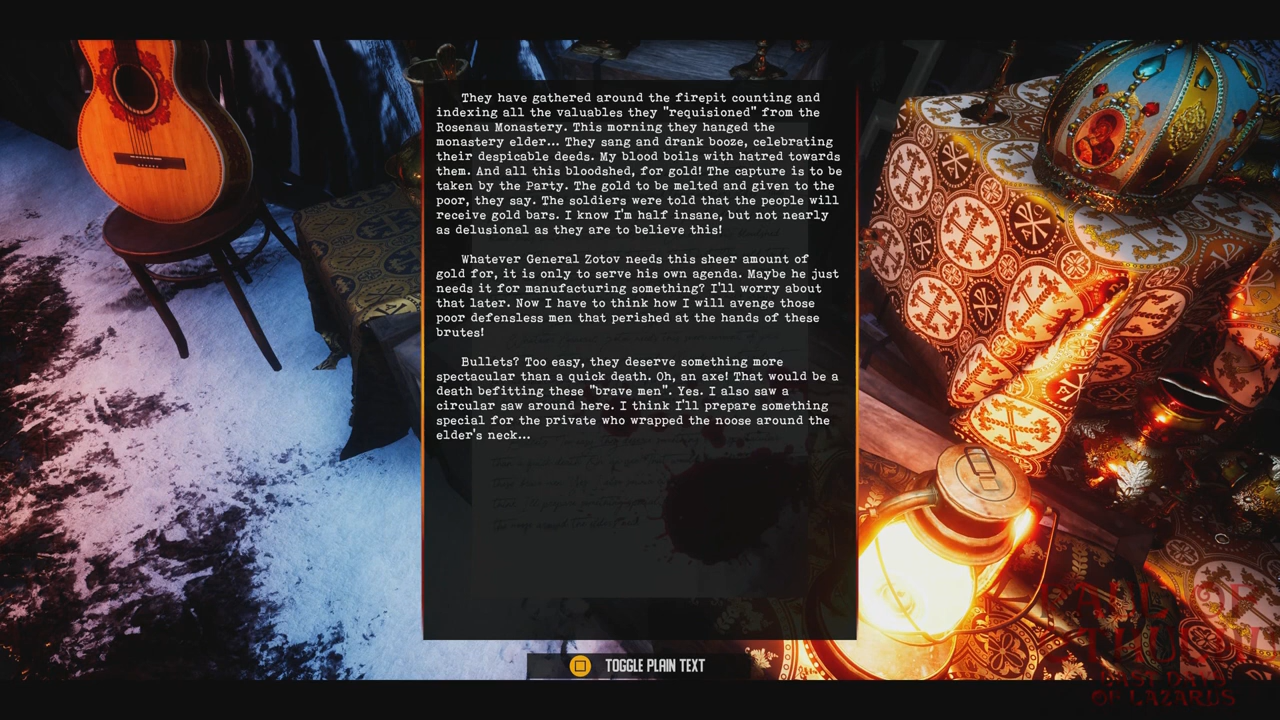 They have gathered around the firepit counting and
indexing all the valuables they "requisioned" from the
Rosenau Monastery. This morning they hanged the
monastery elder... They sang and drank booze, celebrating
their despicable deeds. My blood boils with hatred towards
them. And all this bloodshed, for gold! The capture is to be
taken by the Party. The gold to be melted and given to the
poor, they say. The soldiers were told that the people will
receive gold bars. I know I'm half insane, but not nearly
as delusional as they are to believe this!
Whatever General Zotov needs this sheer amount of
gold for, it is only to serve his own agenda. Maybe he just
needs it for manufacturing something? I'll worry about
that later. Now I have to think how I will avenge those
poor defensless men that perished at the hands of these
brutes!
Bullets? Too easy, they deserve something more
spectacular than a quick death. Oh, an axe! That would be a
death befitting these "brave men". Yes. I also saw a
circular saw around here. I think I'll prepare something
special for the private who wrapped the noose around the
elder's neck...
TOGGLE PLAIN TEXT
LAST DAYS
OF LAZARUS